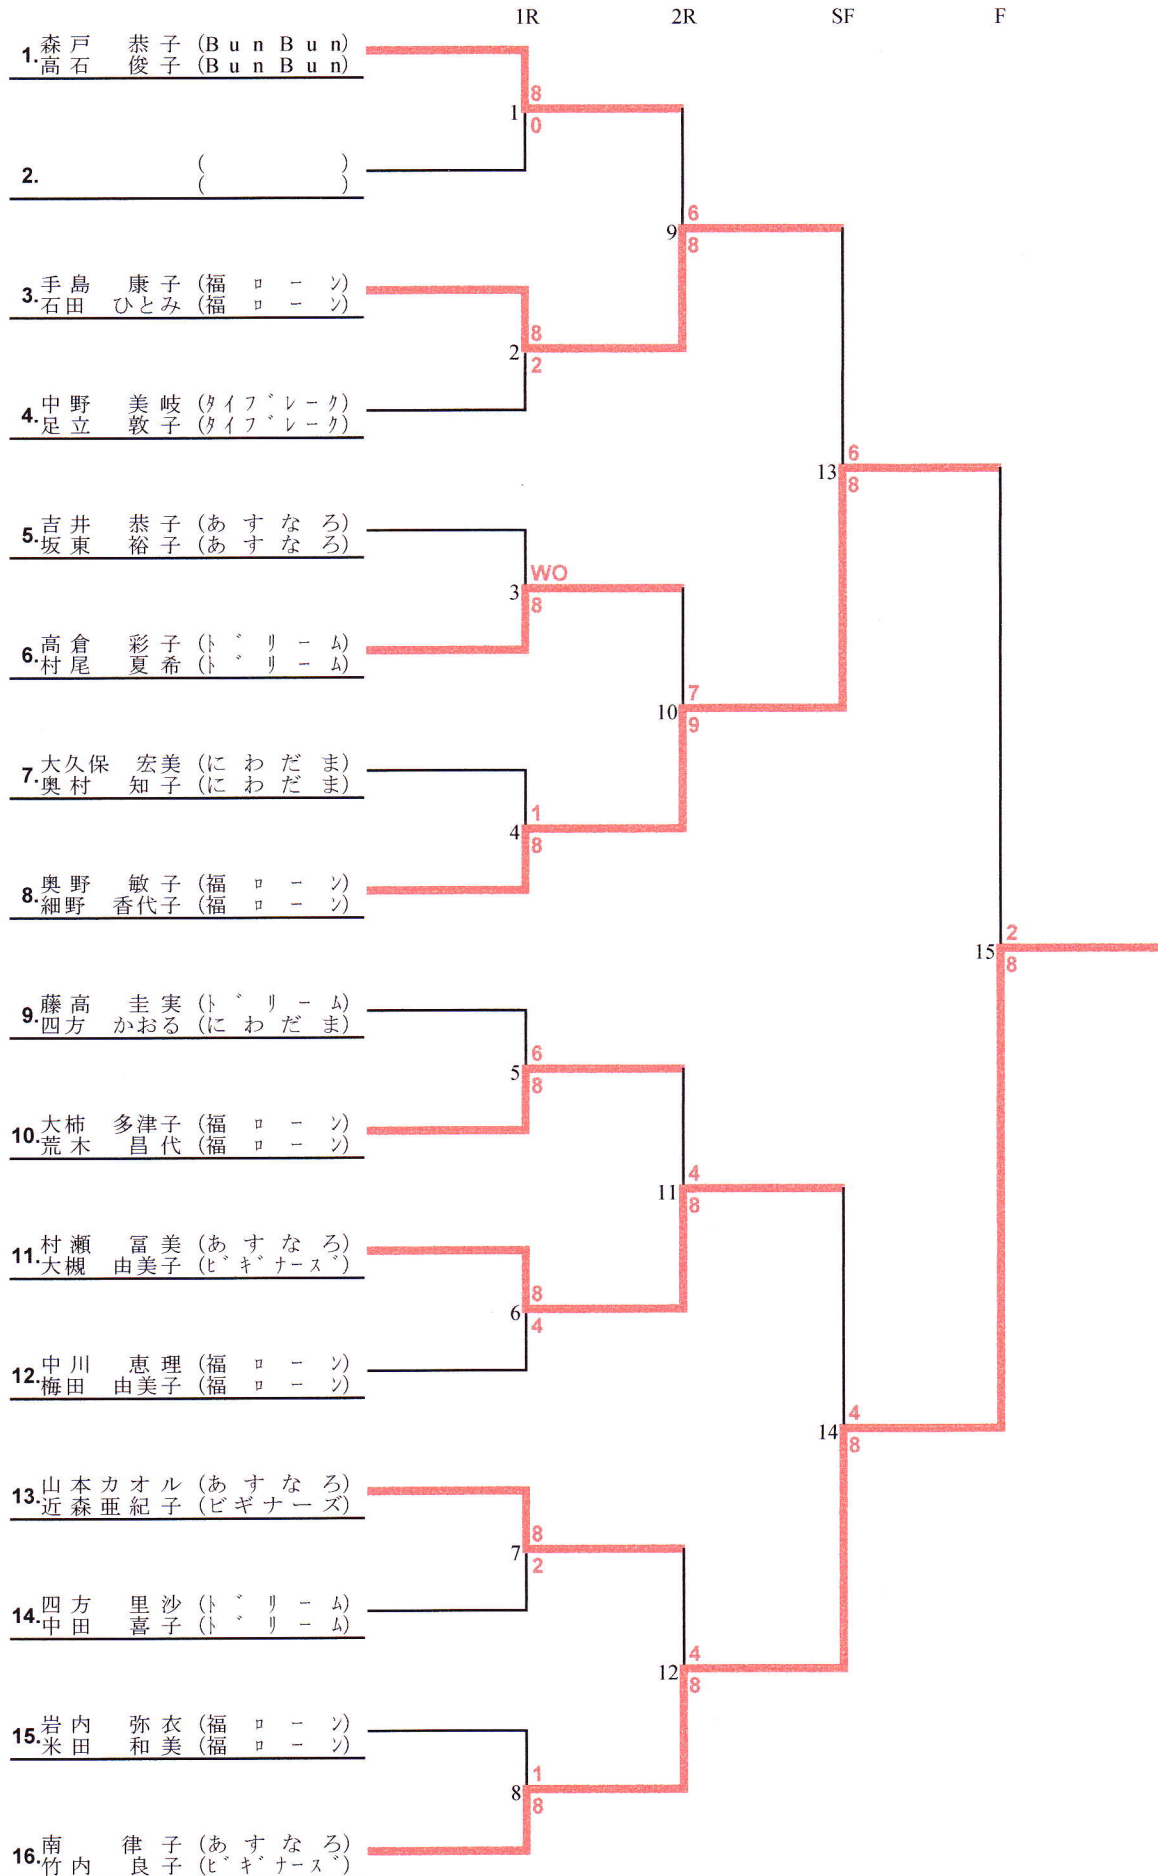 1R 2R SF F
1. 森戸 恭子 (Bun Bun)
高石 俊子 (Bun Bun)
8
1
0
2. ( )
( )
6
9
8
3. 手島 康子 (福ローン)
石田 ひとみ (福ローン)
8
2
2
4. 中野 美岐 (タイブレーク)
足立 敦子 (タイブレーク)
6
13
8
5. 吉井 恭子 (あすなろ)
坂東 裕子 (あすなろ)
WO
3
8
6. 高倉 彩子 (ドリーム)
村尾 夏希 (ドリーム)
7
10
9
7. 大久保 宏美 (にわだま)
奥村 知子 (にわだま)
1
4
8
8. 奥野 敏子 (福ローン)
細野 香代子 (福ローン)
2
15
8
9. 藤高 圭実 (ドリーム)
四方 かおる (にわだま)
6
5
8
10. 大柿 多津子 (福ローン)
荒木 昌代 (福ローン)
4
11
8
11. 村瀬 冨美 (あすなろ)
大槻 由美子 (ビギナーズ)
8
6
4
12. 中川 恵理 (福ローン)
梅田 由美子 (福ローン)
4
14
8
13. 山本カオル (あすなろ)
近森亜紀子 (ビギナーズ)
8
7
2
14. 四方 里沙 (ドリーム)
中田 喜子 (ドリーム)
4
12
8
15. 岩内 弥衣 (福ローン)
米田 和美 (福ローン)
1
8
8
16. 南 律子 (あすなろ)
竹内 良子 (ビギナーズ)